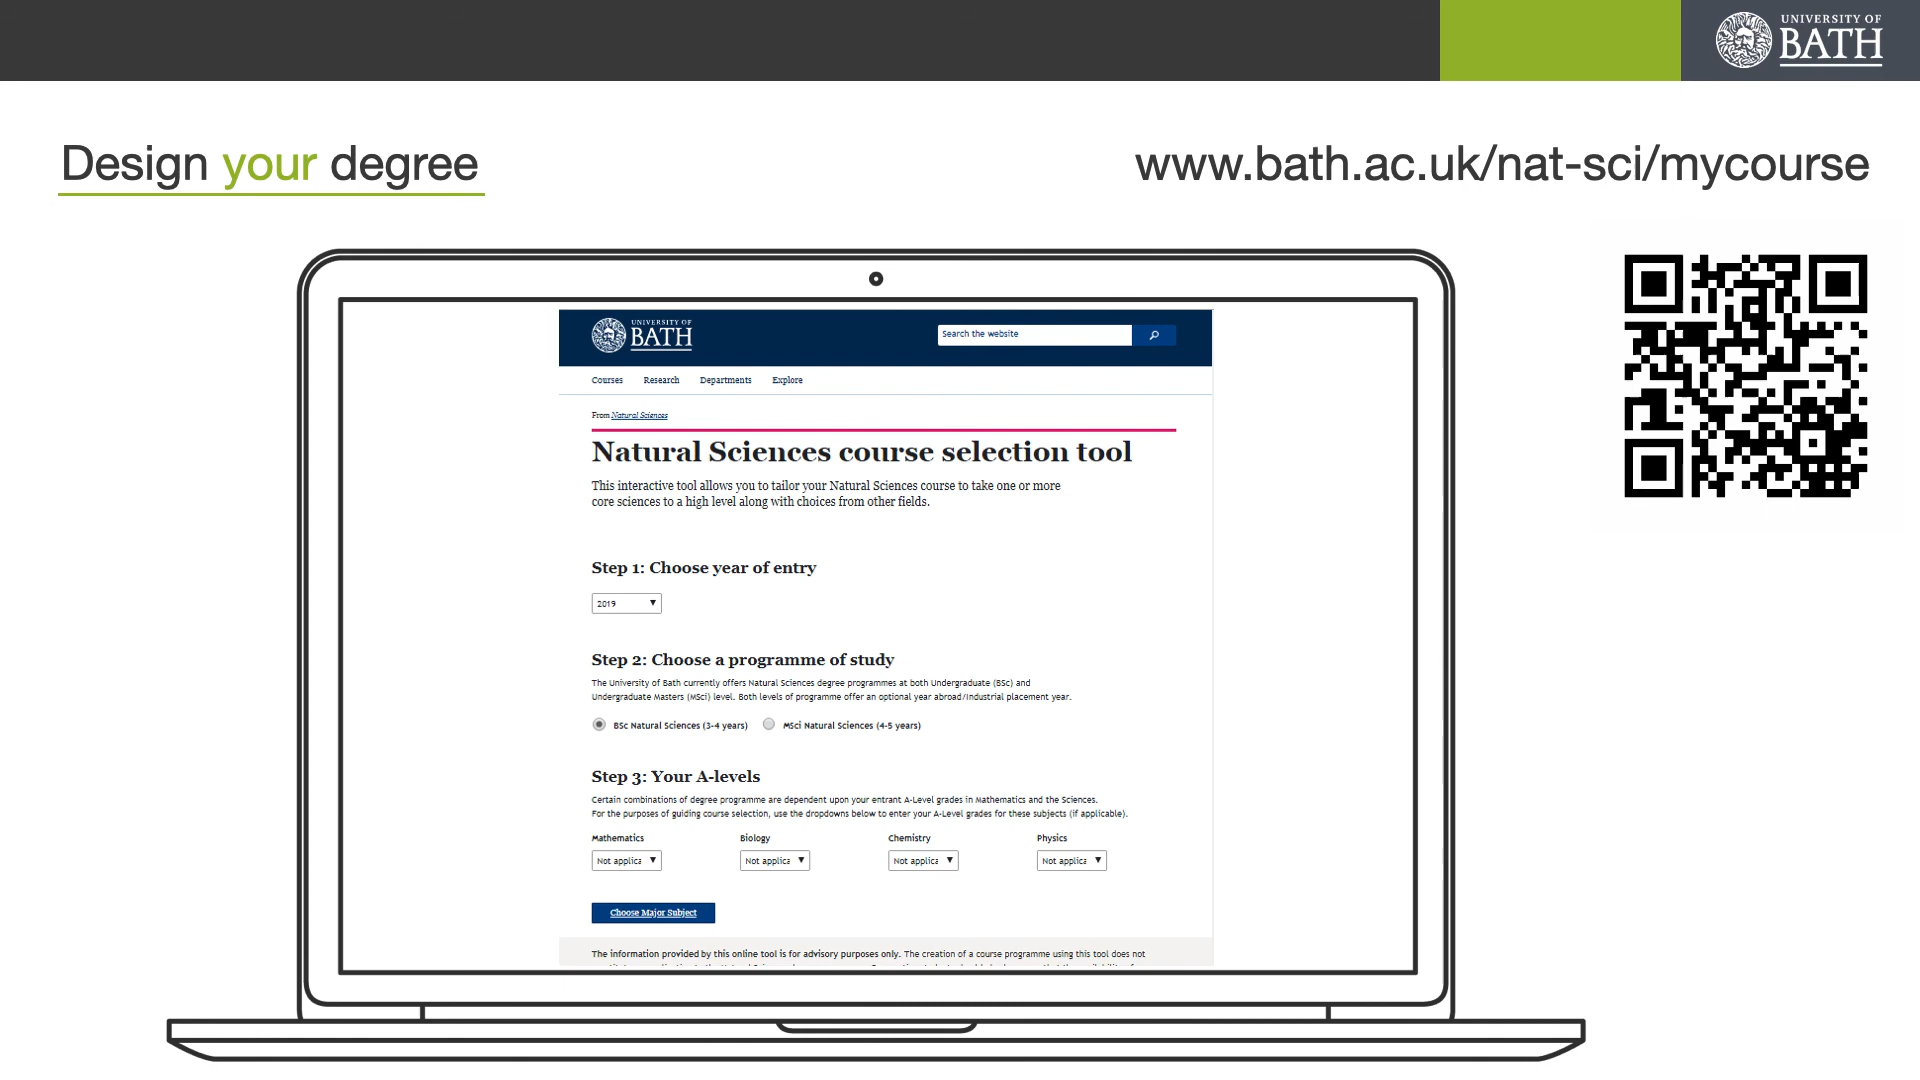 UNIVERSITY OF
BATH
Design your degree
www.bath.ac.uk/nat-sci/mycourse
UNIVERSITY OF
BATH
Search the website
Courses Research Departments Explore
From Natural Sciences
Natural Sciences course selection tool
This interactive tool allows you to tailor your Natural Sciences course to take one or more
core sciences to a high level along with choices from other fields.
Step 1: Choose year of entry
2019
Step 2: Choose a programme of study
The University of Bath currently offers Natural Sciences degree programmes at both Undergraduate (BSc) and
Undergraduate Masters (MSci) level. Both levels of programme offer an optional year abroad/industrial placement year.
BSc Natural Sciences (3-4 years) MSci Natural Sciences (4-5 years)
Step 3: Your A-levels
Certain combinations of degree programme are dependent upon your entrant A-Level grades in Mathematics and the Sciences.
For the purposes of guiding course selection, use the dropdowns below to enter your A-Level grades for these subjects (if applicable).
Mathematics Biology Chemistry Physics
Not applica Not applica Not applica Not applica
Choose Major Subject
The information provided by this online tool is for advisory purposes only. The creation of a course programme using this tool does not